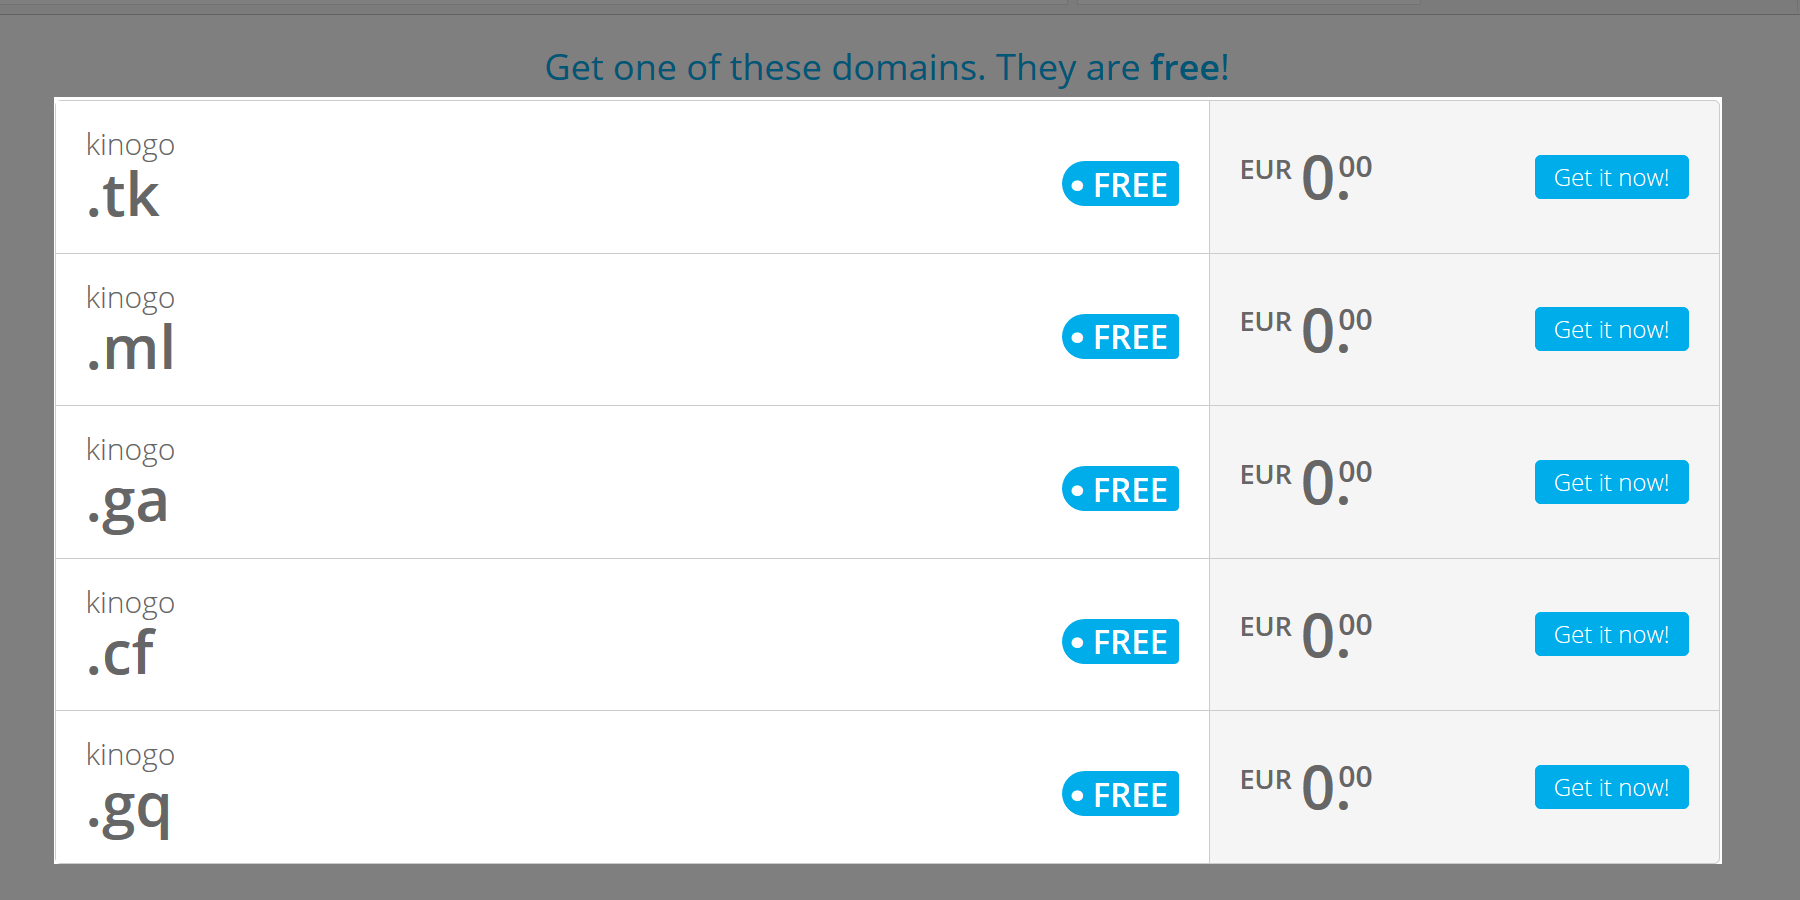 Get one of these domains. They are free!
kinogo
.tk
FREE
EUR 0.00
Get it now!
kinogo
.ml
FREE
EUR 0.00
Get it now!
kinogo
.ga
FREE
EUR 0.00
Get it now!
kinogo
.cf
FREE
EUR 0.00
Get it now!
kinogo
.gq
FREE
EUR 0.00
Get it now!